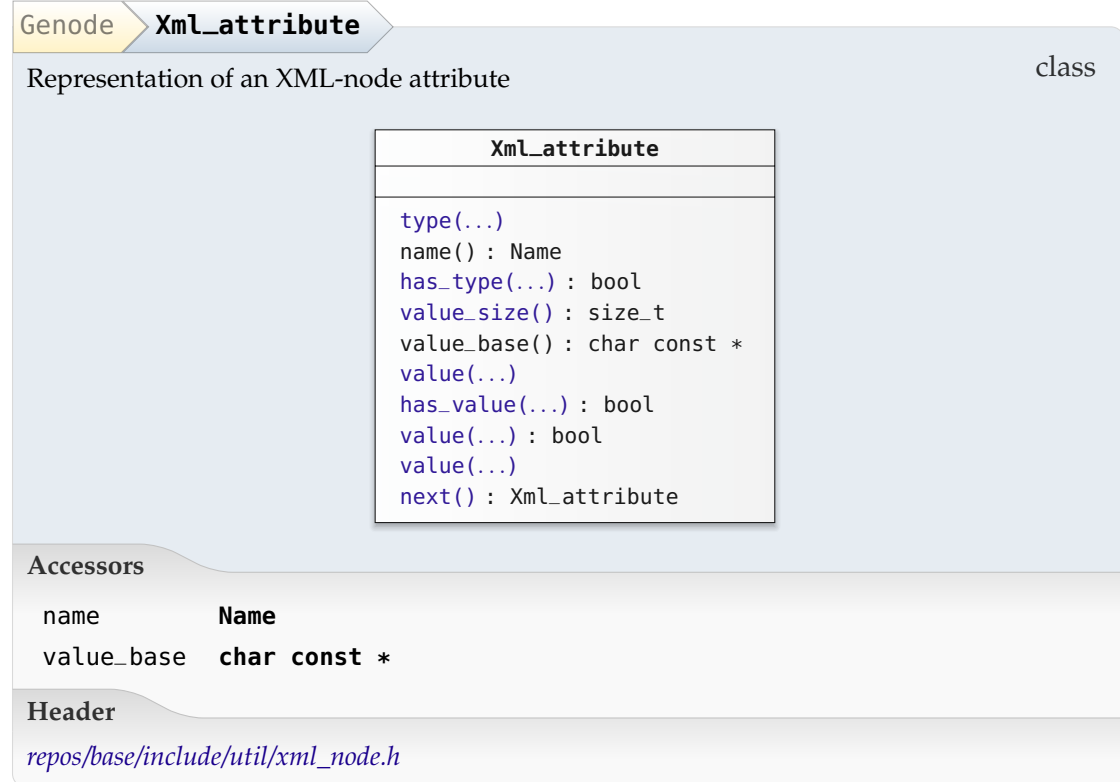 Genode Xml_attribute
class
Representation of an XML-node attribute
Xml_attribute
type(...)
name() : Name
has_type(...) : bool
value_size() : size_t
value_base() : char const *
value(...)
has_value(...) : bool
value(...) : bool
value(...)
next() : Xml_attribute
Accessors
name Name
value_base char const *
Header
repos/base/include/util/xml_node.h